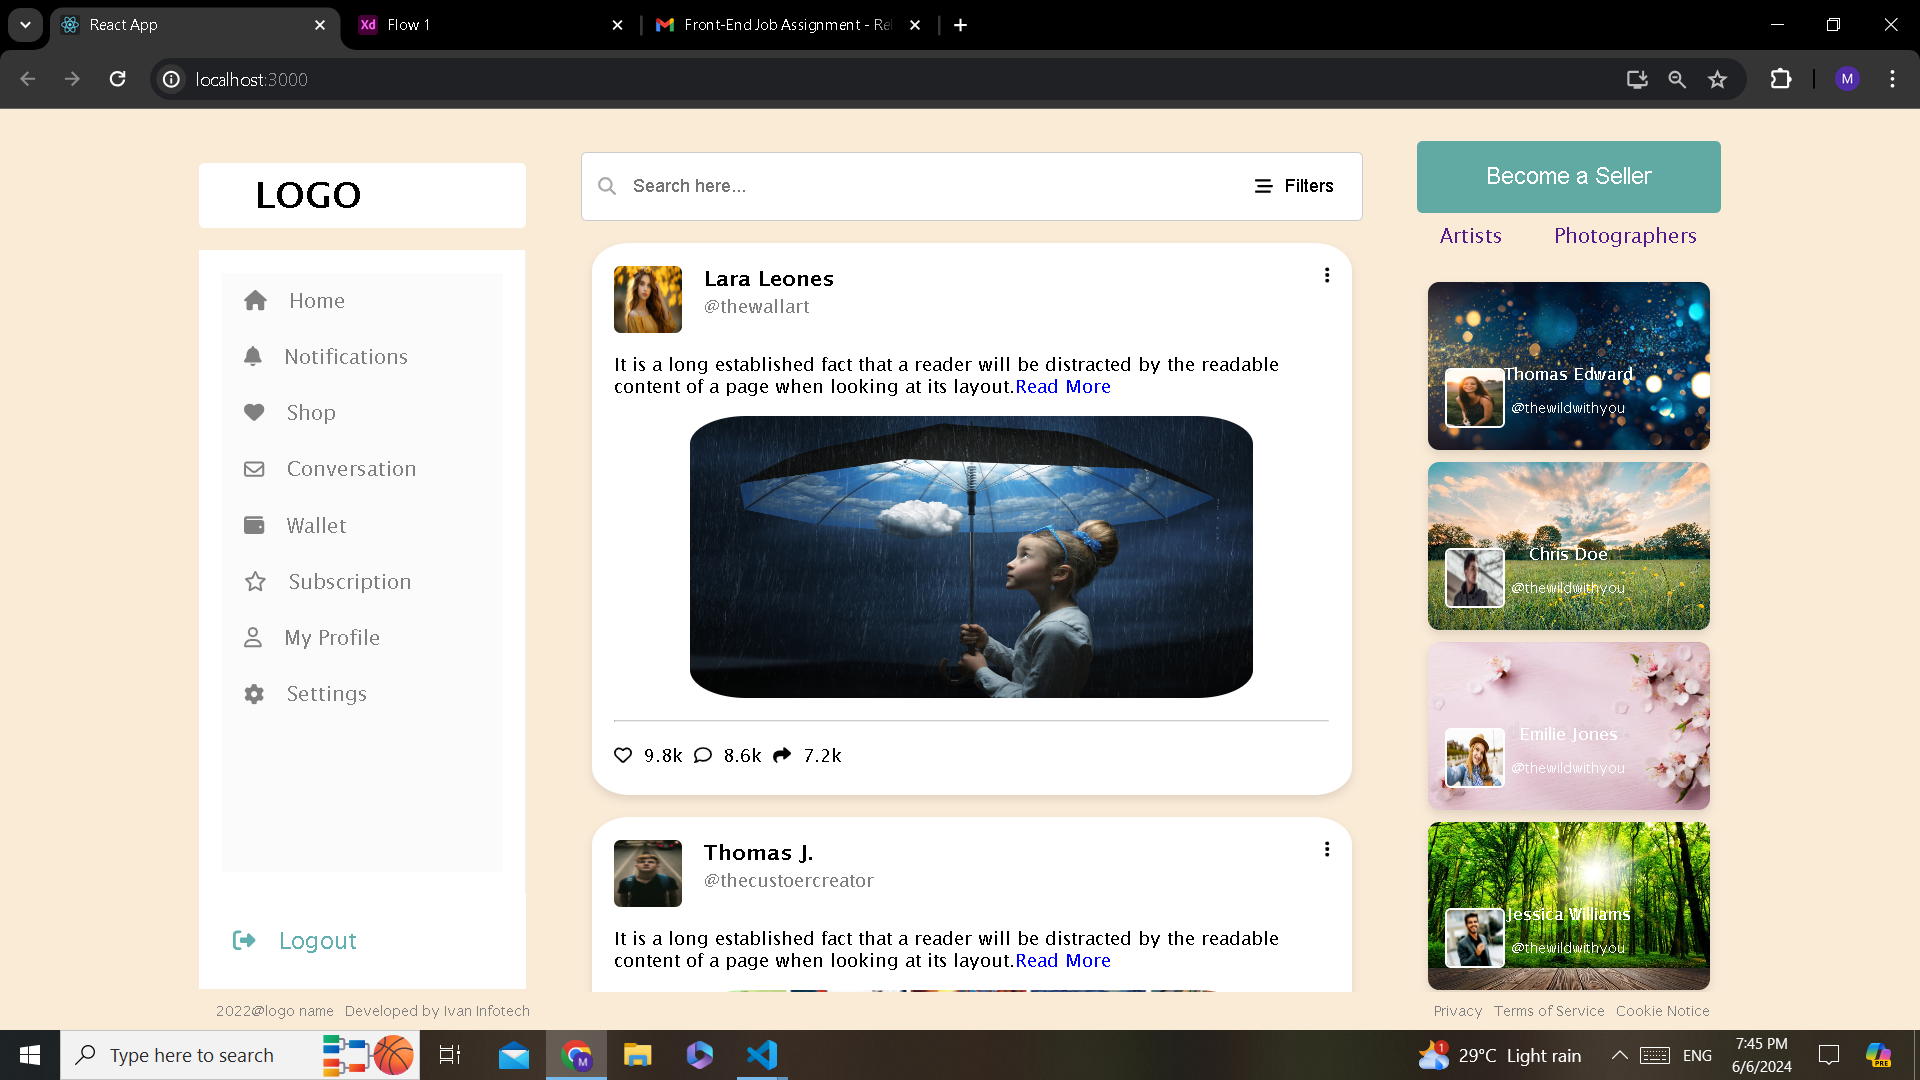 React App
Flow 1
Front-End Job Assignment - Re
localhost:3000
M
LOGO
Home
Notifications
Shop
Conversation
Wallet
Subscription
My Profile
Settings
Logout
2022@logo name Developed by Ivan Infotech
Search here...
Filters
Lara Leones
@thewallart
It is a long established fact that a reader will be distracted by the readable
content of a page when looking at its layout.Read More
9.8k 8.6k 7.2k
Thomas J.
@thecustoercreator
It is a long established fact that a reader will be distracted by the readable
content of a page when looking at its layout.Read More
Become a Seller
Artists Photographers
Thomas Edward
@thewildwithyou
Chris Doe
@thewildwithyou
Emilie Jones
@thewildwithyou
Jessica Williams
@thewildwithyou
Privacy Terms of Service Cookie Notice
Type here to search
M
1
29°C Light rain
ENG
7:45 PM
6/6/2024
PRE